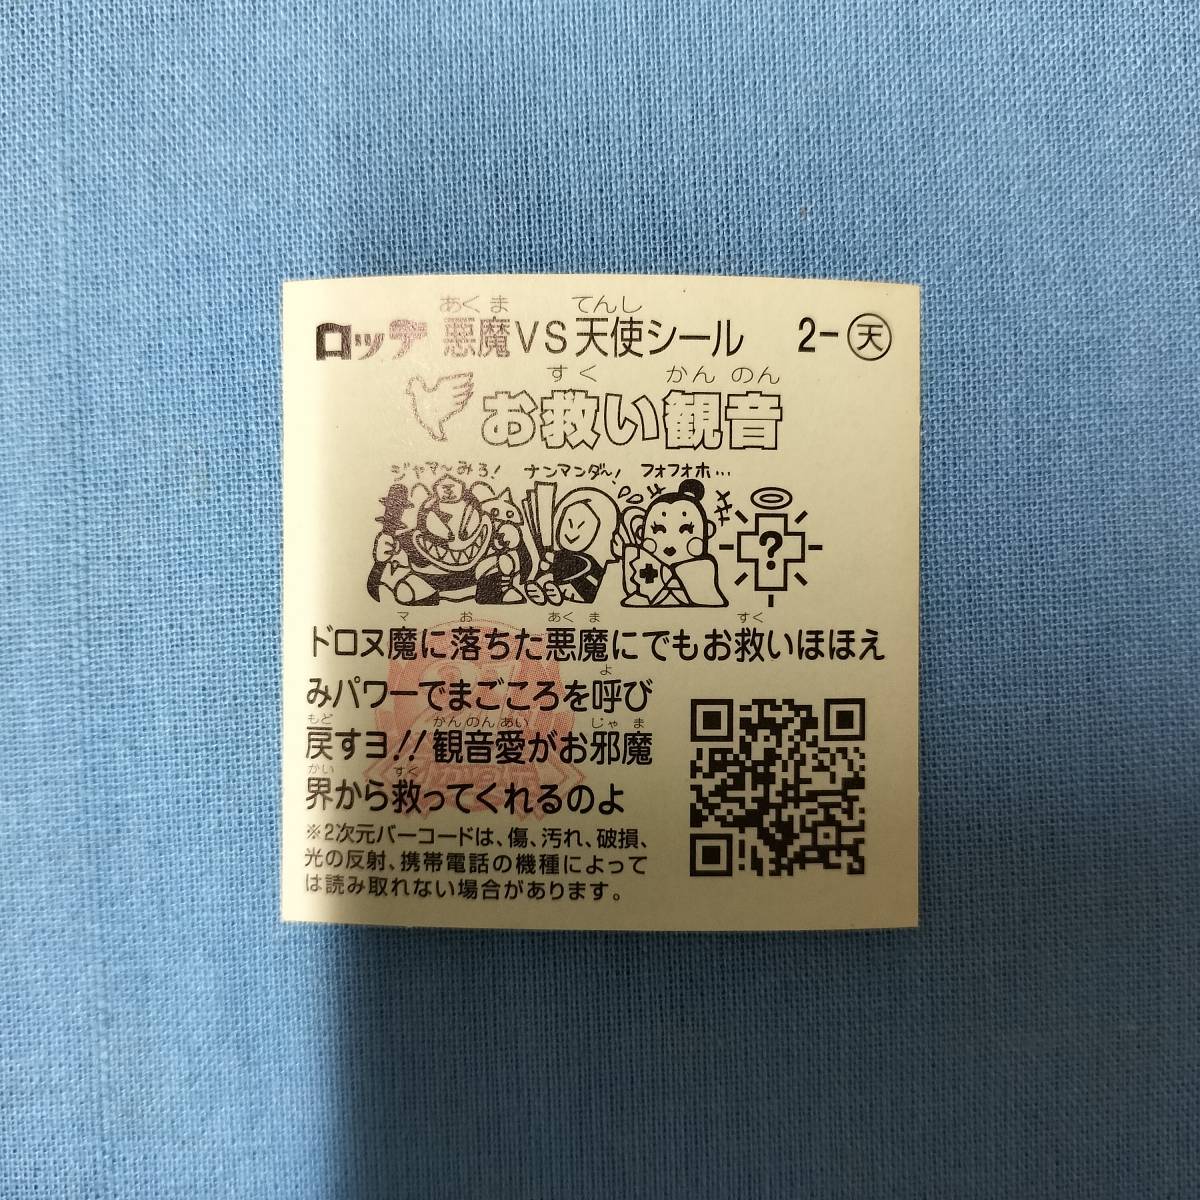 あくま てんし
ロッテ 悪魔VS天使シール 2-天
すく かんのん
お救い観音
ジャマ〜みろ! ナンマンダ〜! フォフォホ…
王
?
マ お あくま すく
ドロヌ魔に落ちた悪魔にでもお救いほほえ
よ
みパワーでまごころを呼び
もど かんのんあい じゃま
戻すヨ!!観音愛がお邪魔
かい すく
界から救ってくれるのよ
※2次元バーコードは、傷、汚れ、破損、
光の反射、携帯電話の機種によって
は読み取れない場合があります。